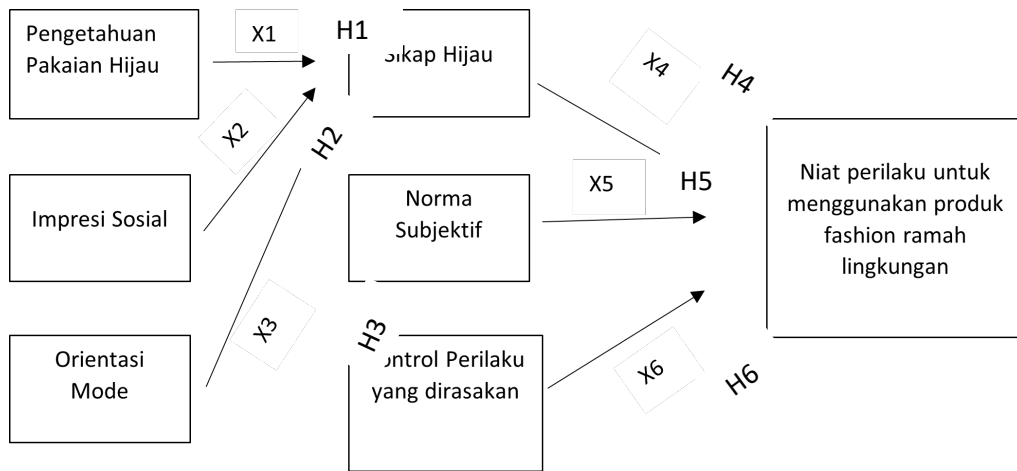 Pengetahuan
Pakaian Hijau
X1
H1
Sikap Hijau
X4
H4
X2
H2
Impresi Sosial
Norma
Subjektif
X5
H5
Niat perilaku untuk
menggunakan produk
fashion ramah
lingkungan
X3
H3
Orientasi
Mode
Kontrol Perilaku
yang dirasakan
X6
H6